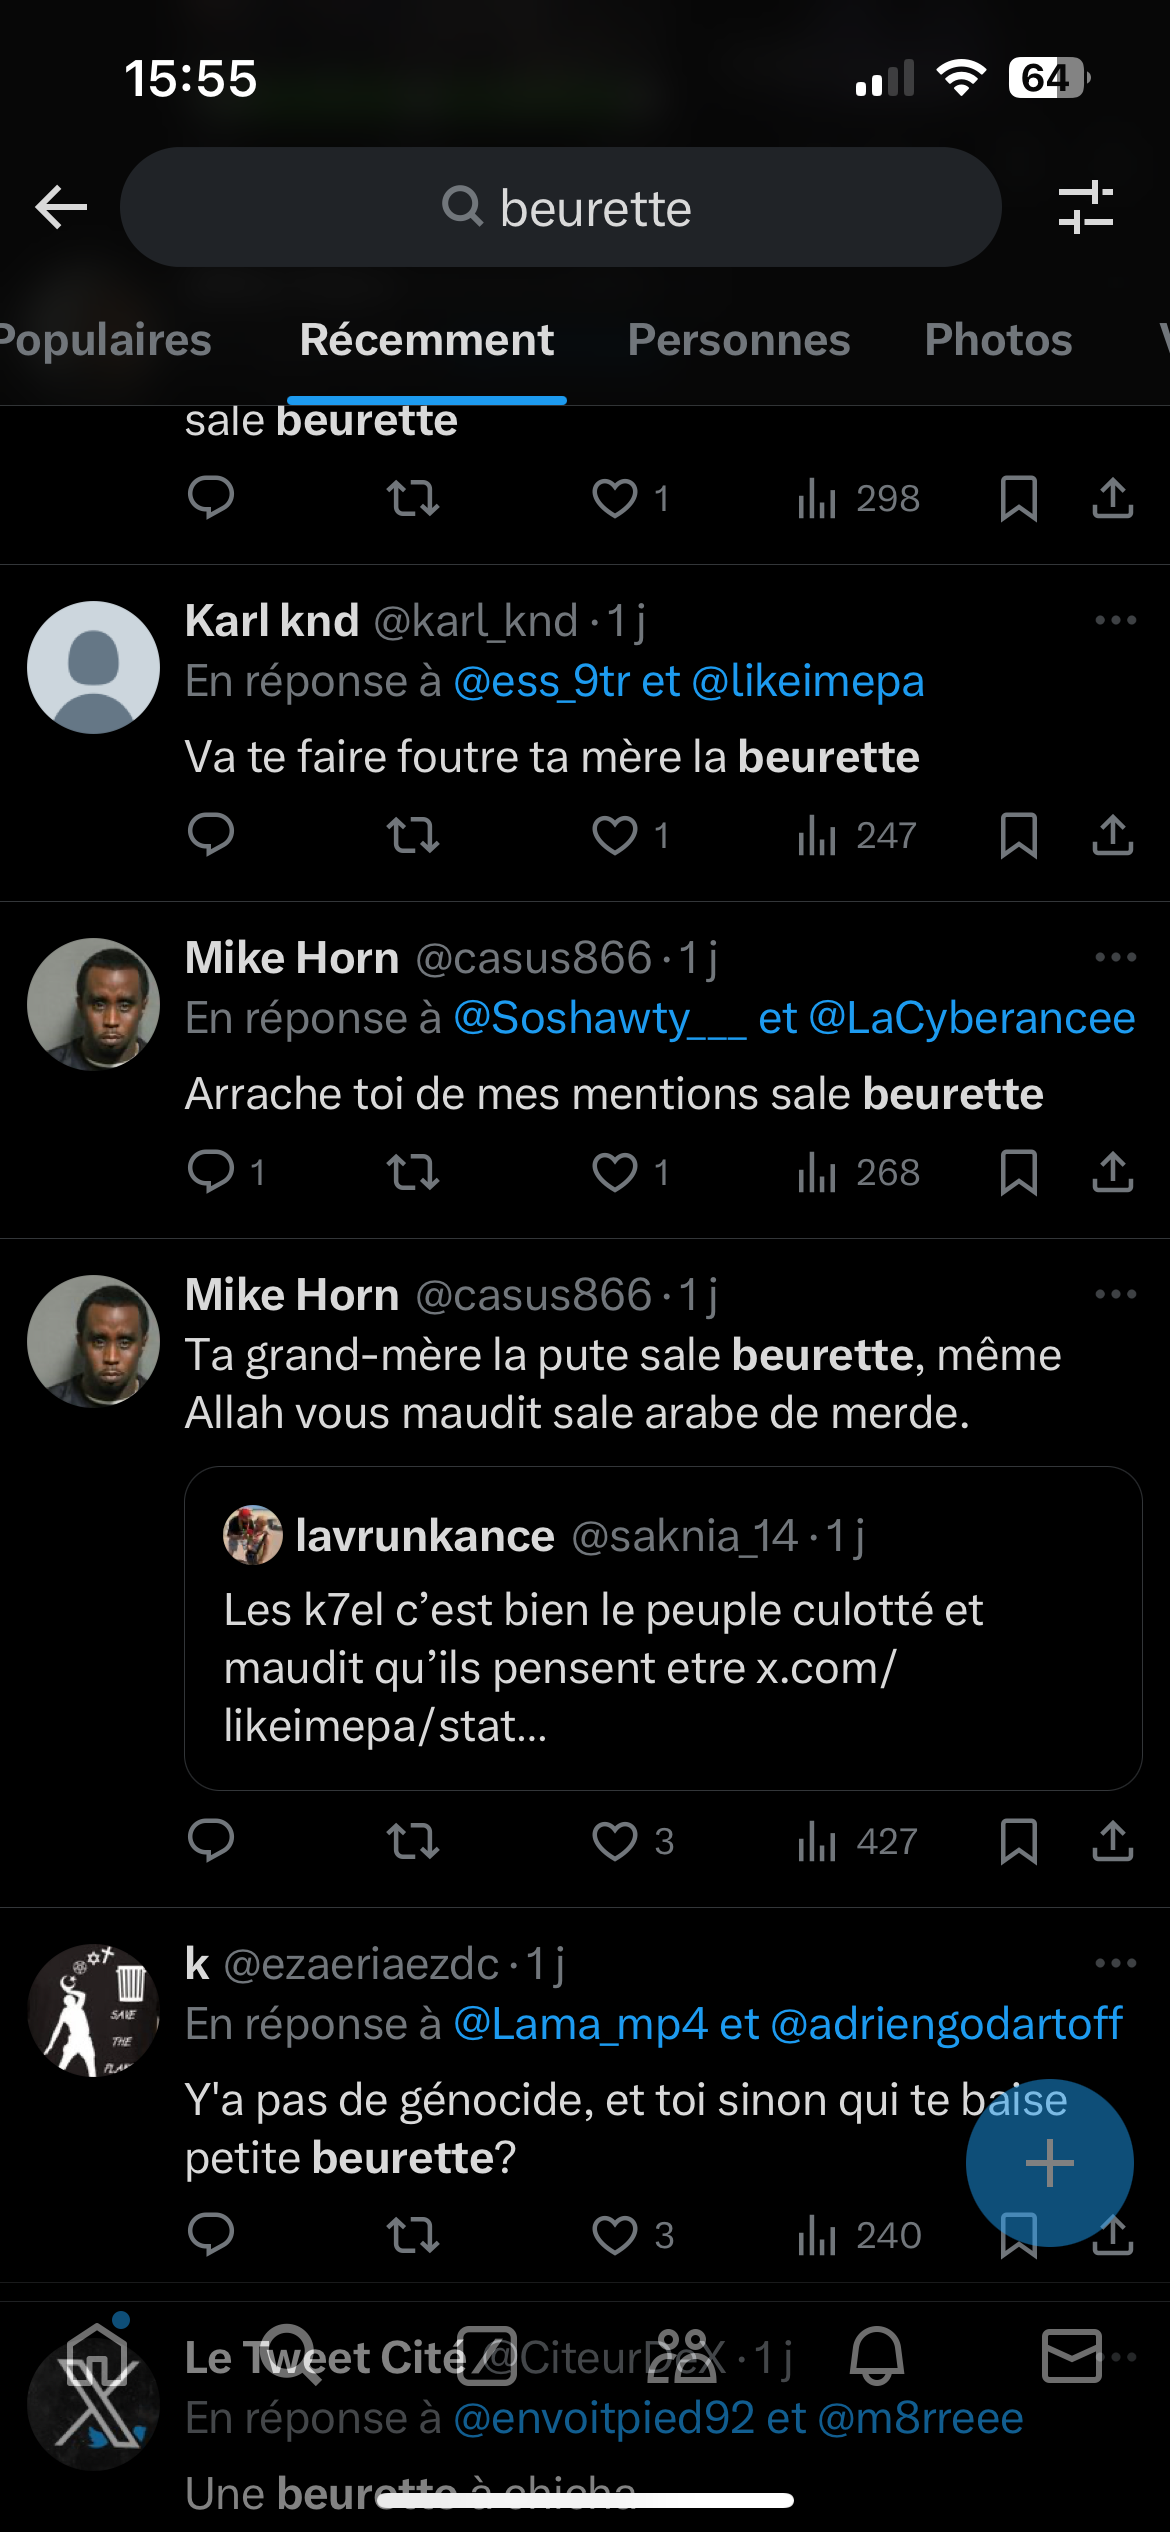 15:55
64
beurette
Populaires Récemment Personnes Photos V
sale beurette
1 298
Karl knd @karl_knd · 1 j
En réponse à @ess_9tr et @likeimepa
Va te faire foutre ta mère la beurette
1 247
Mike Horn @casus866 · 1 j
En réponse à @Soshawty___ et @LaCyberancee
Arrache toi de mes mentions sale beurette
1 1 268
Mike Horn @casus866 · 1 j
Ta grand-mère la pute sale beurette, même
Allah vous maudit sale arabe de merde.
lavrunkance @saknia_14 · 1 j
Les k7el c’est bien le peuple culotté et
maudit qu’ils pensent etre x.com/
likeimepa/stat...
3 427
k @ezaeriaezdc · 1 j
En réponse à @Lama_mp4 et @adriengodartoff
SAVE
THE
Y'a pas de génocide, et toi sinon qui te baise
petite beurette?
3 240
Le Tweet Cité @CiteurDeX · 1 j
En réponse à @envoitpied92 et @m8rreee
Une beurette à chicha